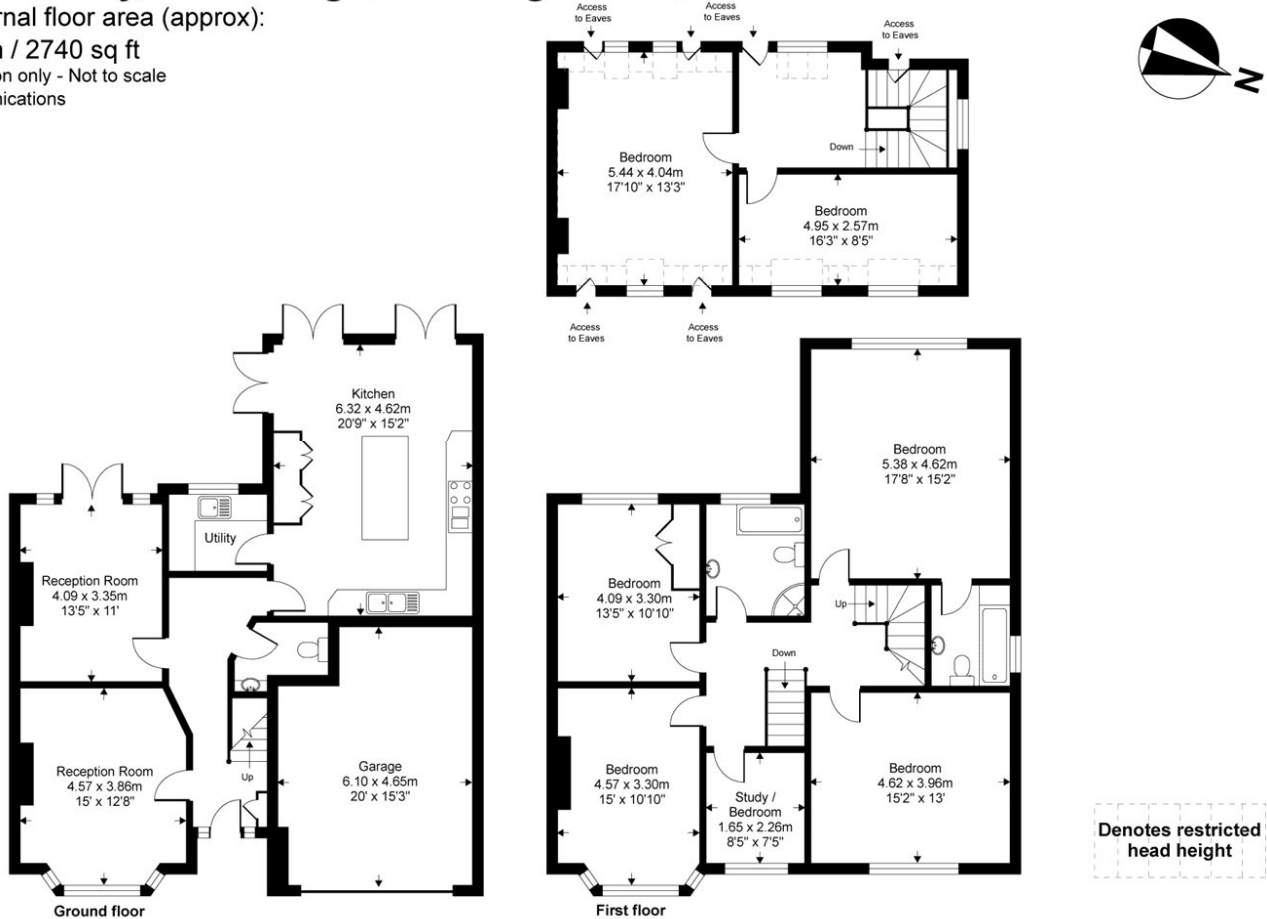 rnal floor area (approx):
/ 2740 sq ft
on only - Not to scale
nications
Access
to Eaves
Access
to Eaves
Access
to Eaves
N
Bedroom
5.44 x 4.04m
17'10" x 13'3"
Down
Bedroom
4.95 x 2.57m
16'3" x 8'5"
Access
to Eaves
Access
to Eaves
Kitchen
6.32 x 4.62m
20'9" x 15'2"
Utility
Reception Room
4.09 x 3.35m
13'5" x 11'
Reception Room
4.57 x 3.86m
15' x 12'8"
Up
Garage
6.10 x 4.65m
20' x 15'3"
Ground floor
Bedroom
5.38 x 4.62m
17'8" x 15'2"
Bedroom
4.09 x 3.30m
13'5" x 10'10"
Up
Down
Bedroom
4.57 x 3.30m
15' x 10'10"
Study /
Bedroom
1.65 x 2.26m
8'5" x 7'5"
Bedroom
4.62 x 3.96m
15'2" x 13'
First floor
Denotes restricted
head height